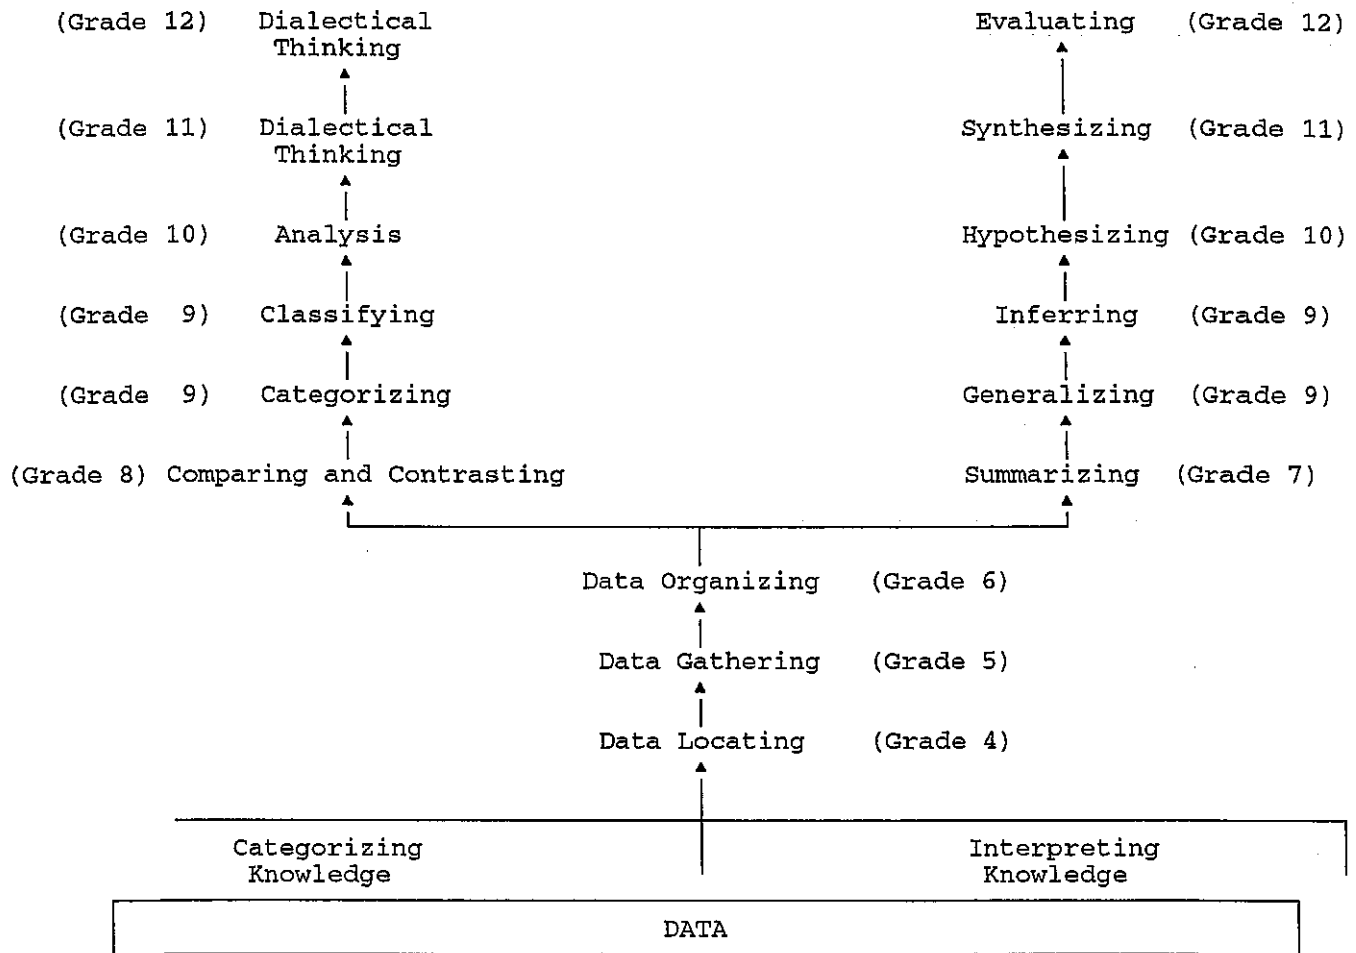 (Grade 12) Dialectical Thinking Evaluating (Grade 12)
(Grade 11) Dialectical Thinking Synthesizing (Grade 11)
(Grade 10) Analysis Hypothesizing (Grade 10)
(Grade 9) Classifying Inferring (Grade 9)
(Grade 9) Categorizing Generalizing (Grade 9)
(Grade 8) Comparing and Contrasting Summarizing (Grade 7)
Data Organizing (Grade 6)
Data Gathering (Grade 5)
Data Locating (Grade 4)
Categorizing Interpreting
Knowledge Knowledge
DATA